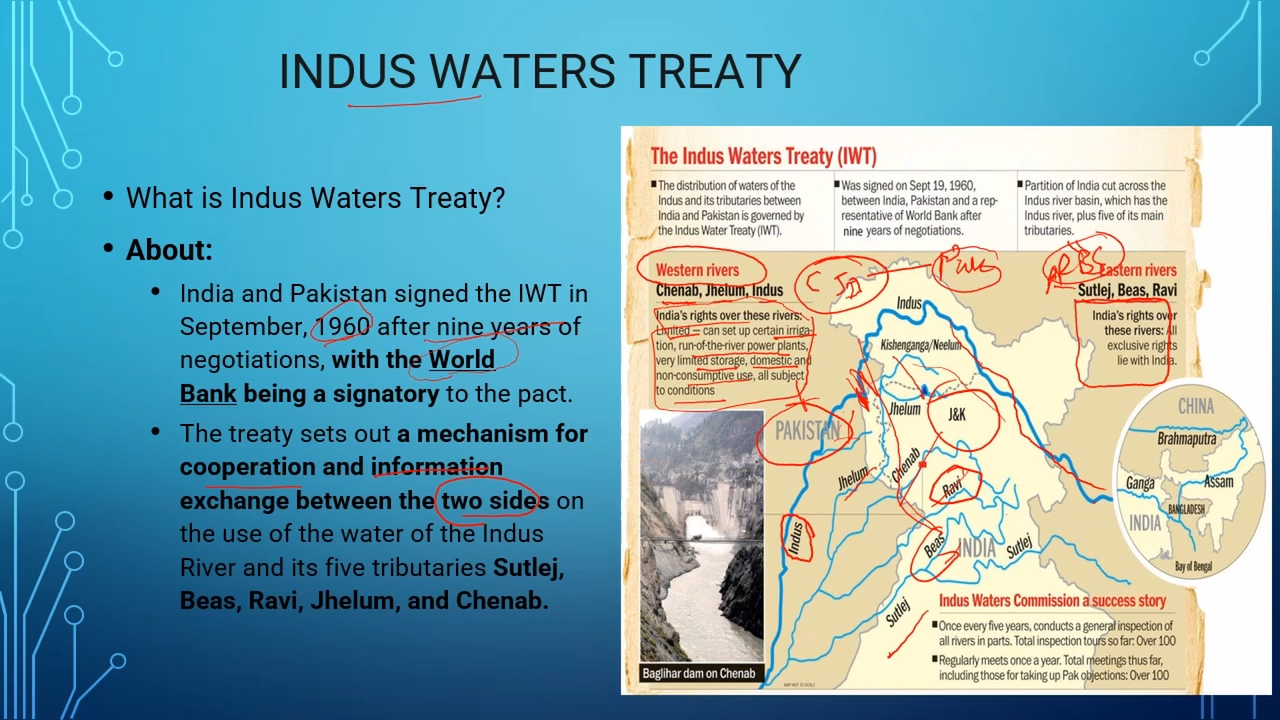 INDUS WATERS TREATY
• What is Indus Waters Treaty?
• About:
• India and Pakistan signed the IWT in
September, 1960 after nine years of
negotiations, with the World
Bank being a signatory to the pact.
• The treaty sets out a mechanism for
cooperation and information
exchange between the two sides on
the use of the water of the Indus
River and its five tributaries Sutlej,
Beas, Ravi, Jhelum, and Chenab.
The Indus Waters Treaty (IWT)
The distribution of waters of the
Indus and its tributaries between
India and Pakistan is governed by
the Indus Water Treaty (IWT).
Was signed on Sept 19, 1960,
between India, Pakistan and a rep-
resentative of World Bank after
nine years of negotiations.
Partition of India cut across the
Indus river basin, which has the
Indus river, plus five of its main
tributaries.
Western rivers
Chenab, Jhelum, Indus
India's rights over these rivers:
Limited – can set up certain irriga-
tion, run-of-the-river power plants,
very limited storage, domestic and
non-consumptive use, all subject
to conditions
Eastern rivers
Sutlej, Beas, Ravi
India's rights over
these rivers: All
exclusive rights
lie with India.
Indus
Kishenganga/Neelum
Jhelum
J&K
PAKISTAN
Jhelum
Chenab
Ravi
Indus
Beas
INDIA
Sutlej
Sutlej
CHINA
Brahmaputra
Ganga
Assam
BANGLADESH
INDIA
Bay of Bengal
Baglihar dam on Chenab
MAP NOT TO SCALE
Indus Waters Commission a success story
Once every five years, conducts a general inspection of
all rivers in parts. Total inspection tours so far: Over 100
Regularly meets once a year. Total meetings thus far,
including those for taking up Pak objections: Over 100